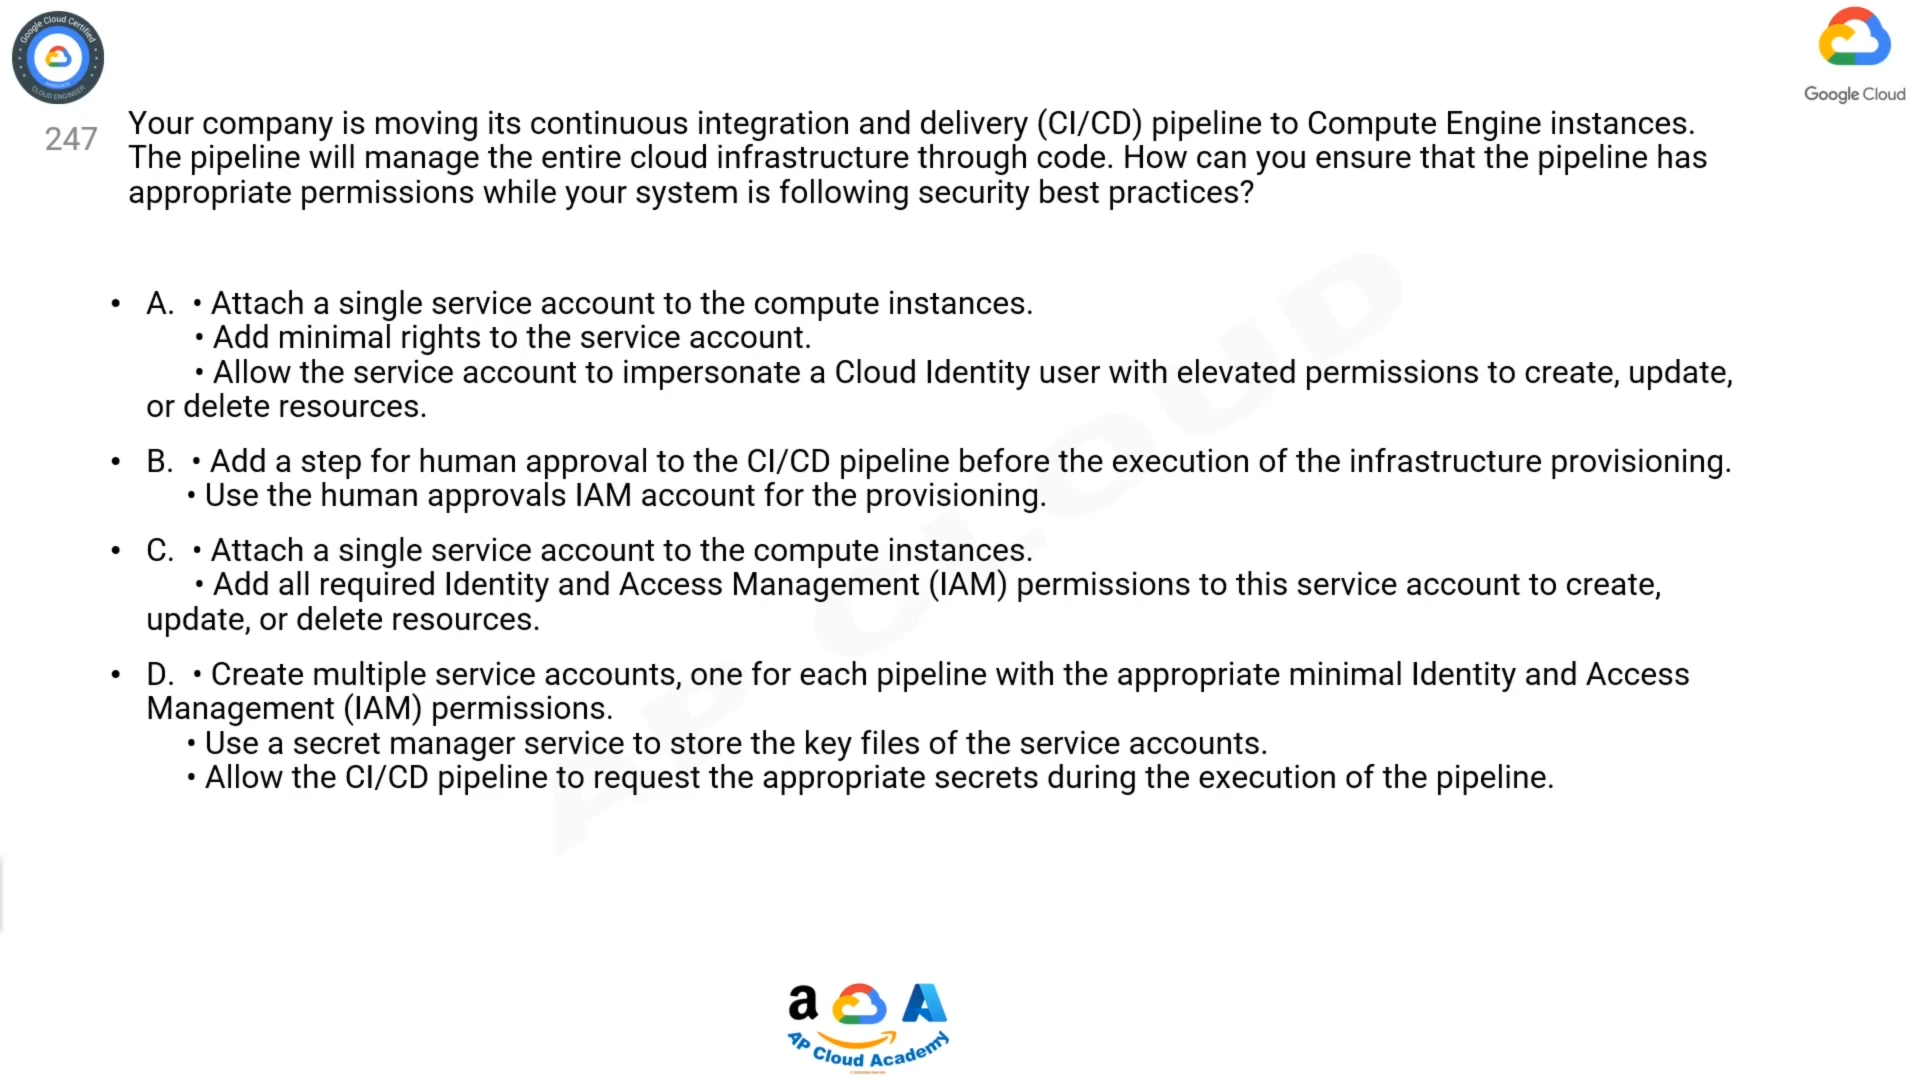 Google Cloud Certified
ASSOCIATE
CLOUD ENGINEER
Google Cloud
247
Your company is moving its continuous integration and delivery (CI/CD) pipeline to Compute Engine instances.
The pipeline will manage the entire cloud infrastructure through code. How can you ensure that the pipeline has
appropriate permissions while your system is following security best practices?
• A. • Attach a single service account to the compute instances.
• Add minimal rights to the service account.
• Allow the service account to impersonate a Cloud Identity user with elevated permissions to create, update,
or delete resources.
• B. • Add a step for human approval to the CI/CD pipeline before the execution of the infrastructure provisioning.
• Use the human approvals IAM account for the provisioning.
• C. • Attach a single service account to the compute instances.
• Add all required Identity and Access Management (IAM) permissions to this service account to create,
update, or delete resources.
• D. • Create multiple service accounts, one for each pipeline with the appropriate minimal Identity and Access
Management (IAM) permissions.
• Use a secret manager service to store the key files of the service accounts.
• Allow the CI/CD pipeline to request the appropriate secrets during the execution of the pipeline.
AP CLOUD
a A
AP Cloud Academy